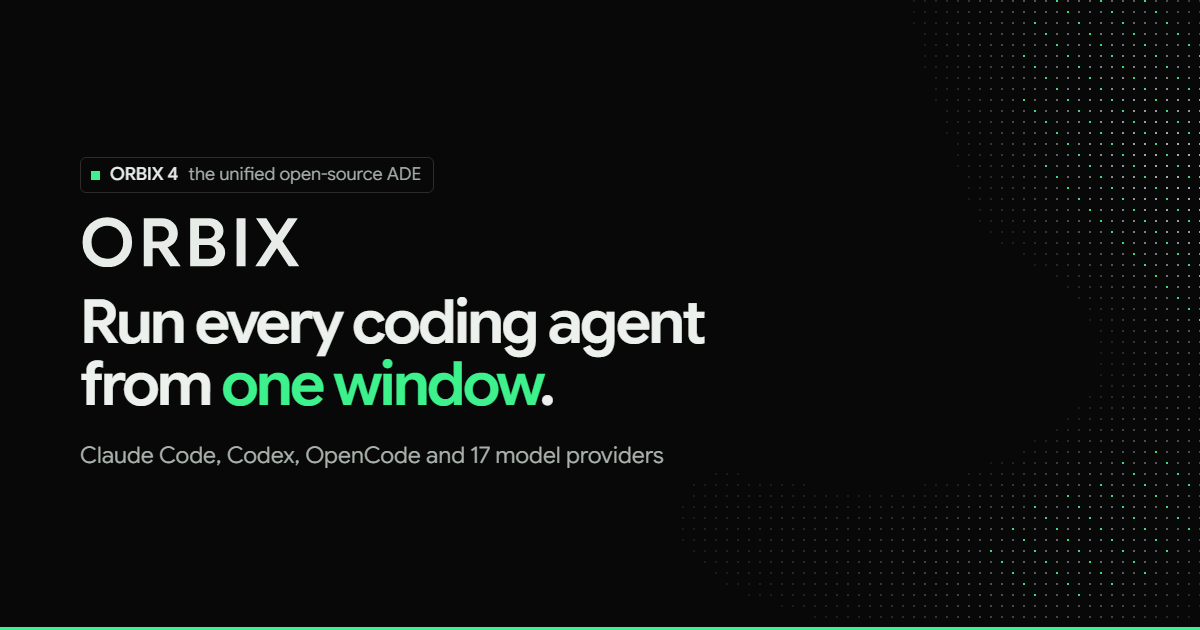 ORBIX 4 the unified open-source ADE
ORBIX
Run every coding agent
from one window.
Claude Code, Codex, OpenCode and 17 model providers